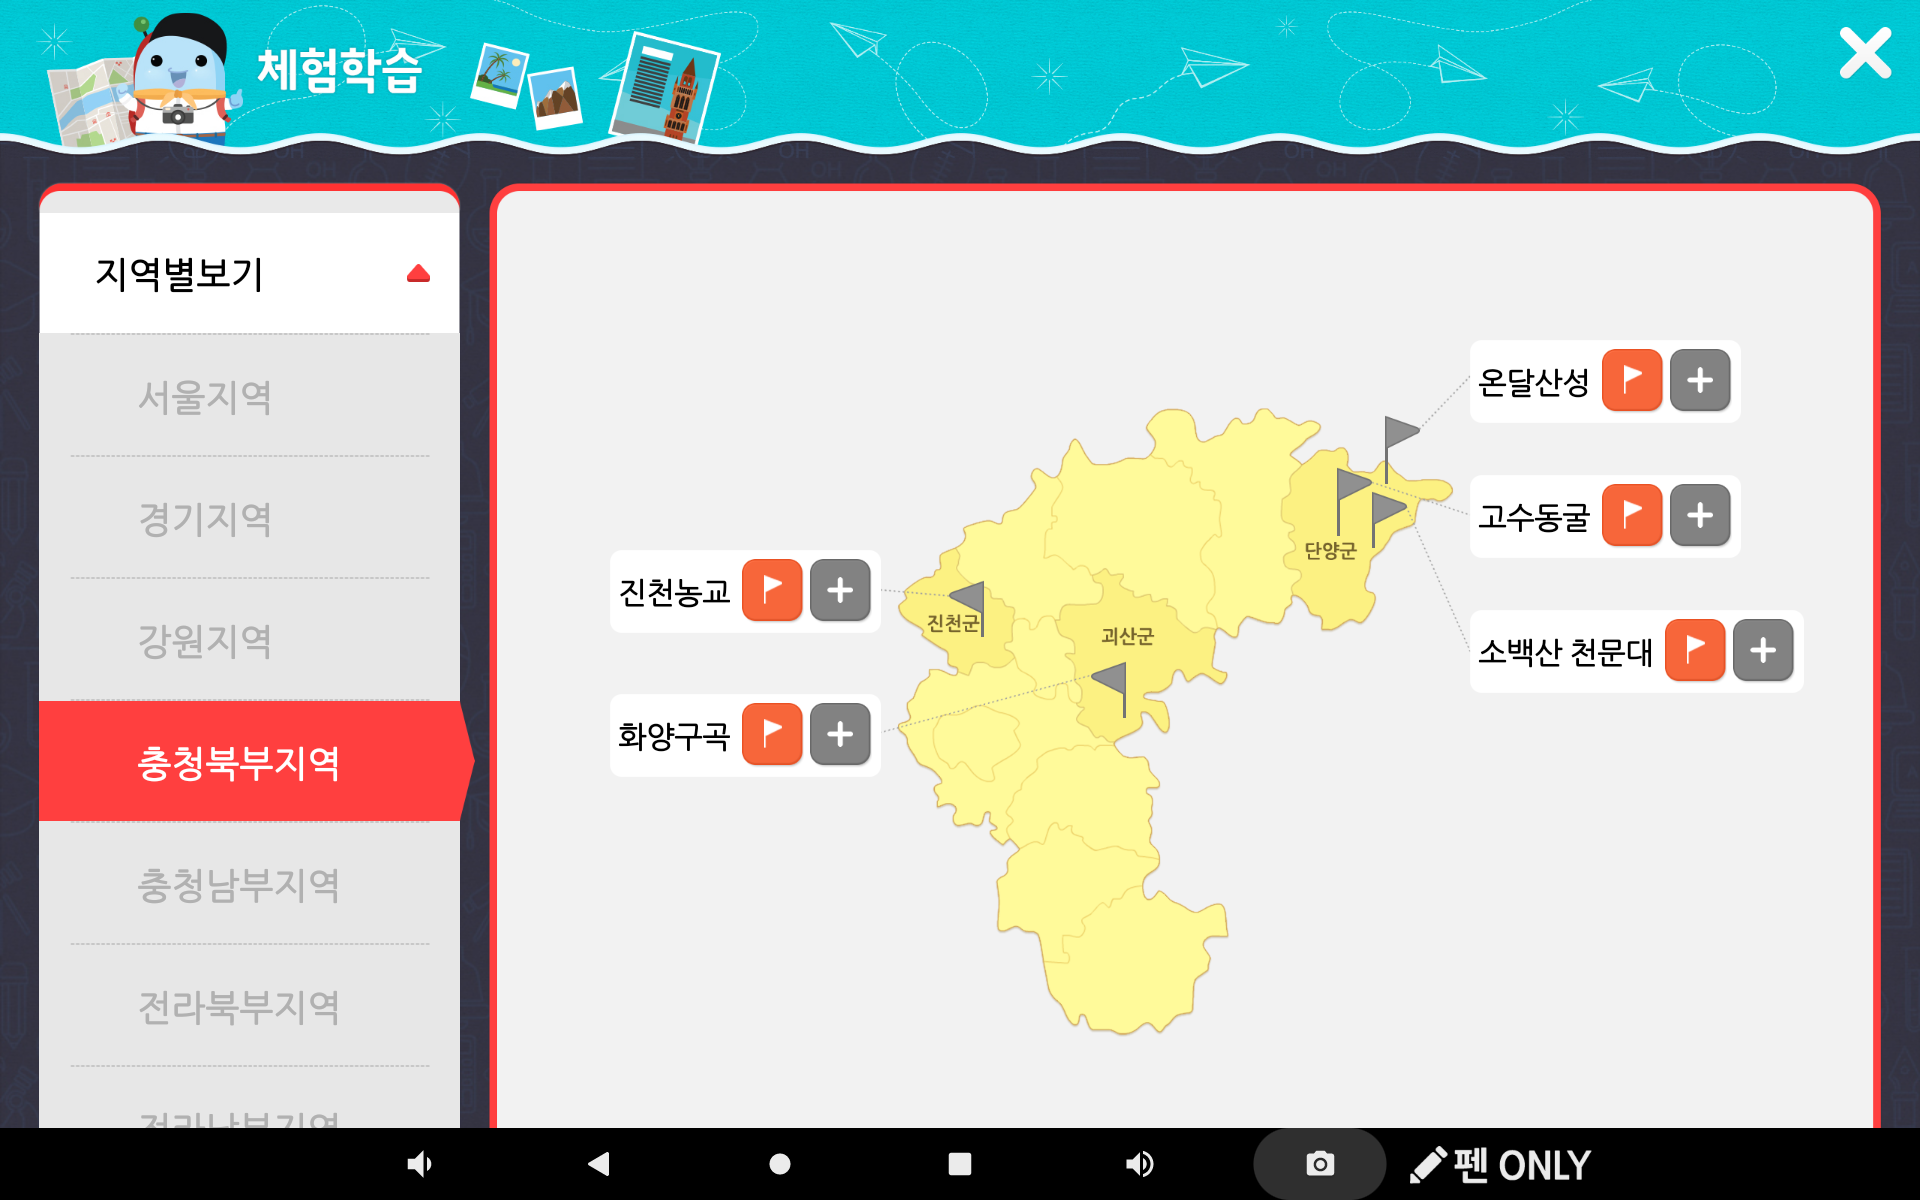 체험학습
지역별보기
서울지역
경기지역
강원지역
충청북부지역
충청남부지역
전라북부지역
전라남부지역
온달산성
고수동굴
소백산 천문대
진천농교
화양구곡
단양군
진천군
괴산군
펜 ONLY